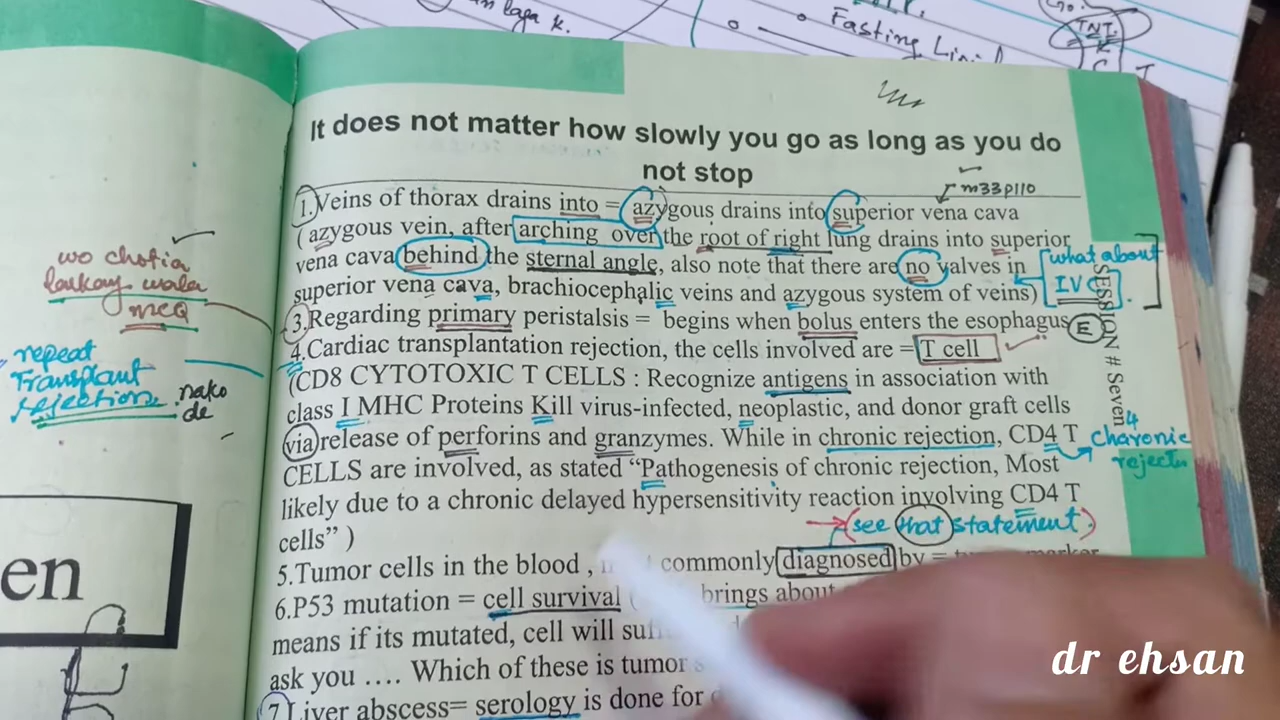 Fasting
TNT
It does not matter how slowly you go as long as you do
not stop
m33p110
1.Veins of thorax drains into = azygous drains into superior vena cava
( azygous vein, after arching over the root of right lung drains into superior
vena cava behind the sternal angle, also note that there are no valves in
superior vena cava, brachiocephalic veins and azygous system of veins)
what about
IVC
3.Regarding primary peristalsis = begins when bolus enters the esophagus
E
4.Cardiac transplantation rejection, the cells involved are = T cell
(CD8 CYTOTOXIC T CELLS : Recognize antigens in association with
class I MHC Proteins Kill virus-infected, neoplastic, and donor graft cells
via release of perforins and granzymes. While in chronic rejection, CD4 T
CELLS are involved, as stated “Pathogenesis of chronic rejection, Most
likely due to a chronic delayed hypersensitivity reaction involving CD4 T
cells” )
4
charonic
reject
(see that statement)
5.Tumor cells in the blood , commonly diagnosed by =
6.P53 mutation = cell survival ( brings about
means if its mutated, cell will
ask you …. Which of these is tumor
7.Liver abscess= serology is done for
SESSION # Seven
wo chotia
laukay wala
mcq
repeat
Transplant
rejection nako
de
en
dr ehsan